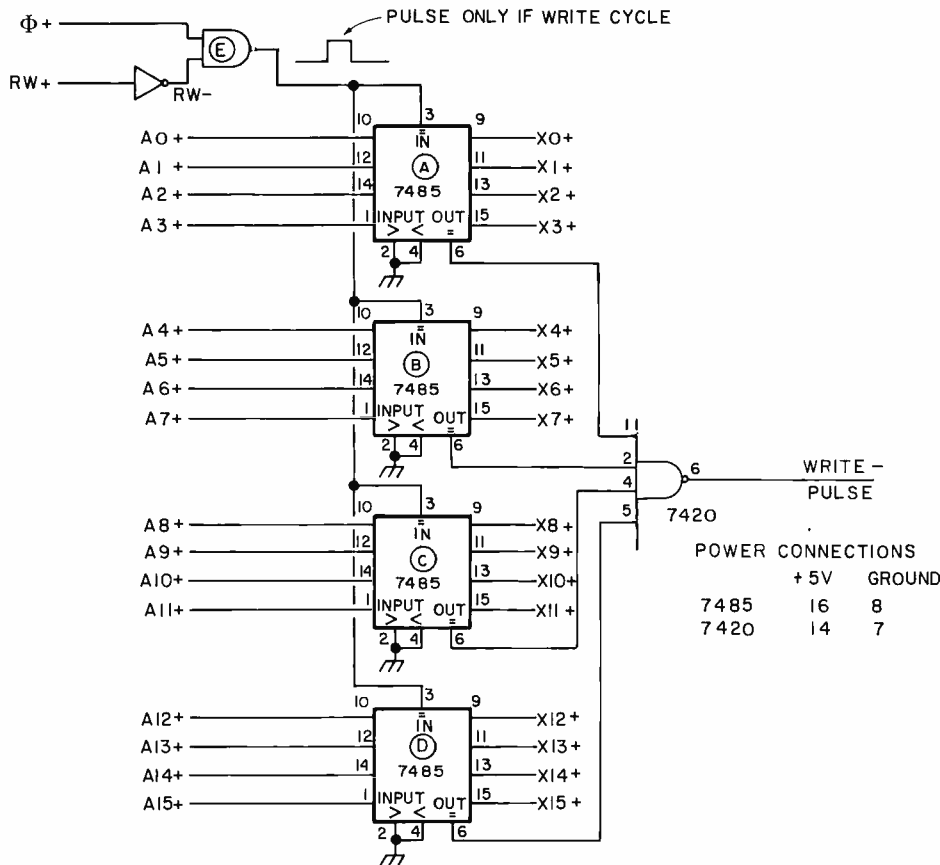 PULSE ONLY IF WRITE CYCLE
Φ+
E
RW+
RW-
10 3 9
A0+ = X0+
IN
12 11
A1+ A X1+
14 13
A2+ 7485 X2+
1 INPUT OUT 15
A3+ > < = X3+
2 4 6
10 3 9
A4+ = X4+
IN
12 11
A5+ B X5+
14 13
A6+ 7485 X6+
1 INPUT OUT 15
A7+ > < = X7+
2 4 6
11
2
4
5
6
7420
WRITE -
PULSE
10 3 9
A8+ = X8+
IN
12 11
A9+ C X9+
14 13
A10+ 7485 X10+
1 INPUT OUT 15
A11+ > < = X11+
2 4 6
POWER CONNECTIONS
+5V GROUND
7485 16 8
7420 14 7
10 3 9
A12+ = X12+
IN
12 11
A13+ D X13+
14 13
A14+ 7485 X14+
1 INPUT OUT 15
A15+ > < = X15+
2 4 6